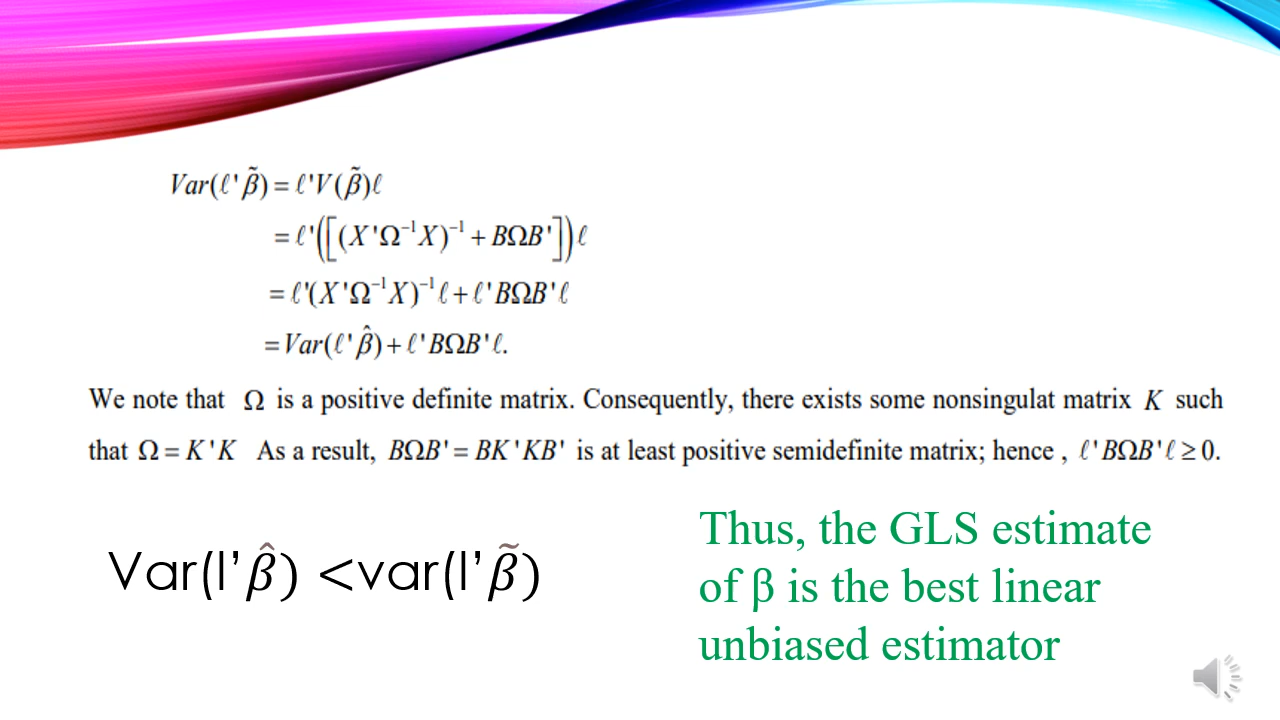 Var(ℓ'β̃) = ℓ'V(β̃)ℓ
= ℓ'([(X'Ω⁻¹X)⁻¹ + BΩB'])ℓ
= ℓ'(X'Ω⁻¹X)⁻¹ℓ + ℓ'BΩB'ℓ
= Var(ℓ'β̂) + ℓ'BΩB'ℓ.
We note that Ω is a positive definite matrix. Consequently, there exists some nonsingulat matrix K such
that Ω = K'K As a result, BΩB' = BK'KB' is at least positive semidefinite matrix; hence , ℓ'BΩB'ℓ ≥ 0.
Var(l’β̂) <var(l’β̃)
Thus, the GLS estimate
of β is the best linear
unbiased estimator